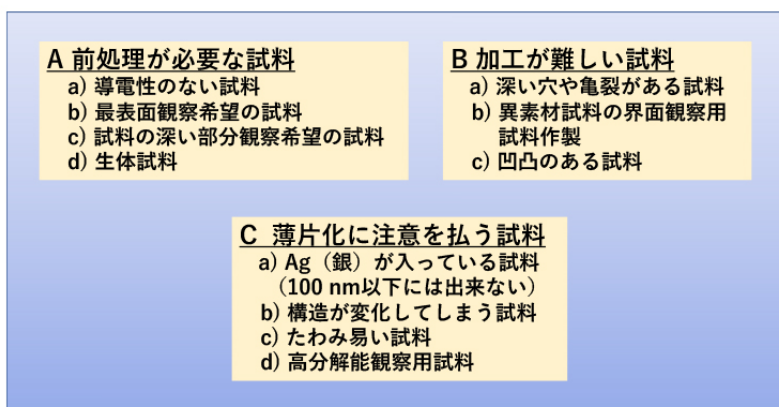 A 前処理が必要な試料
a) 導電性のない試料
b) 最表面観察希望の試料
c) 試料の深い部分観察希望の試料
d) 生体試料
B 加工が難しい試料
a) 深い穴や亀裂がある試料
b) 異素材試料の界面観察用
試料作製
c) 凹凸のある試料
C 薄片化に注意を払う試料
a) Ag（銀）が入っている試料
（100 nm以下には出来ない）
b) 構造が変化してしまう試料
c) たわみ易い試料
d) 高分解能観察用試料